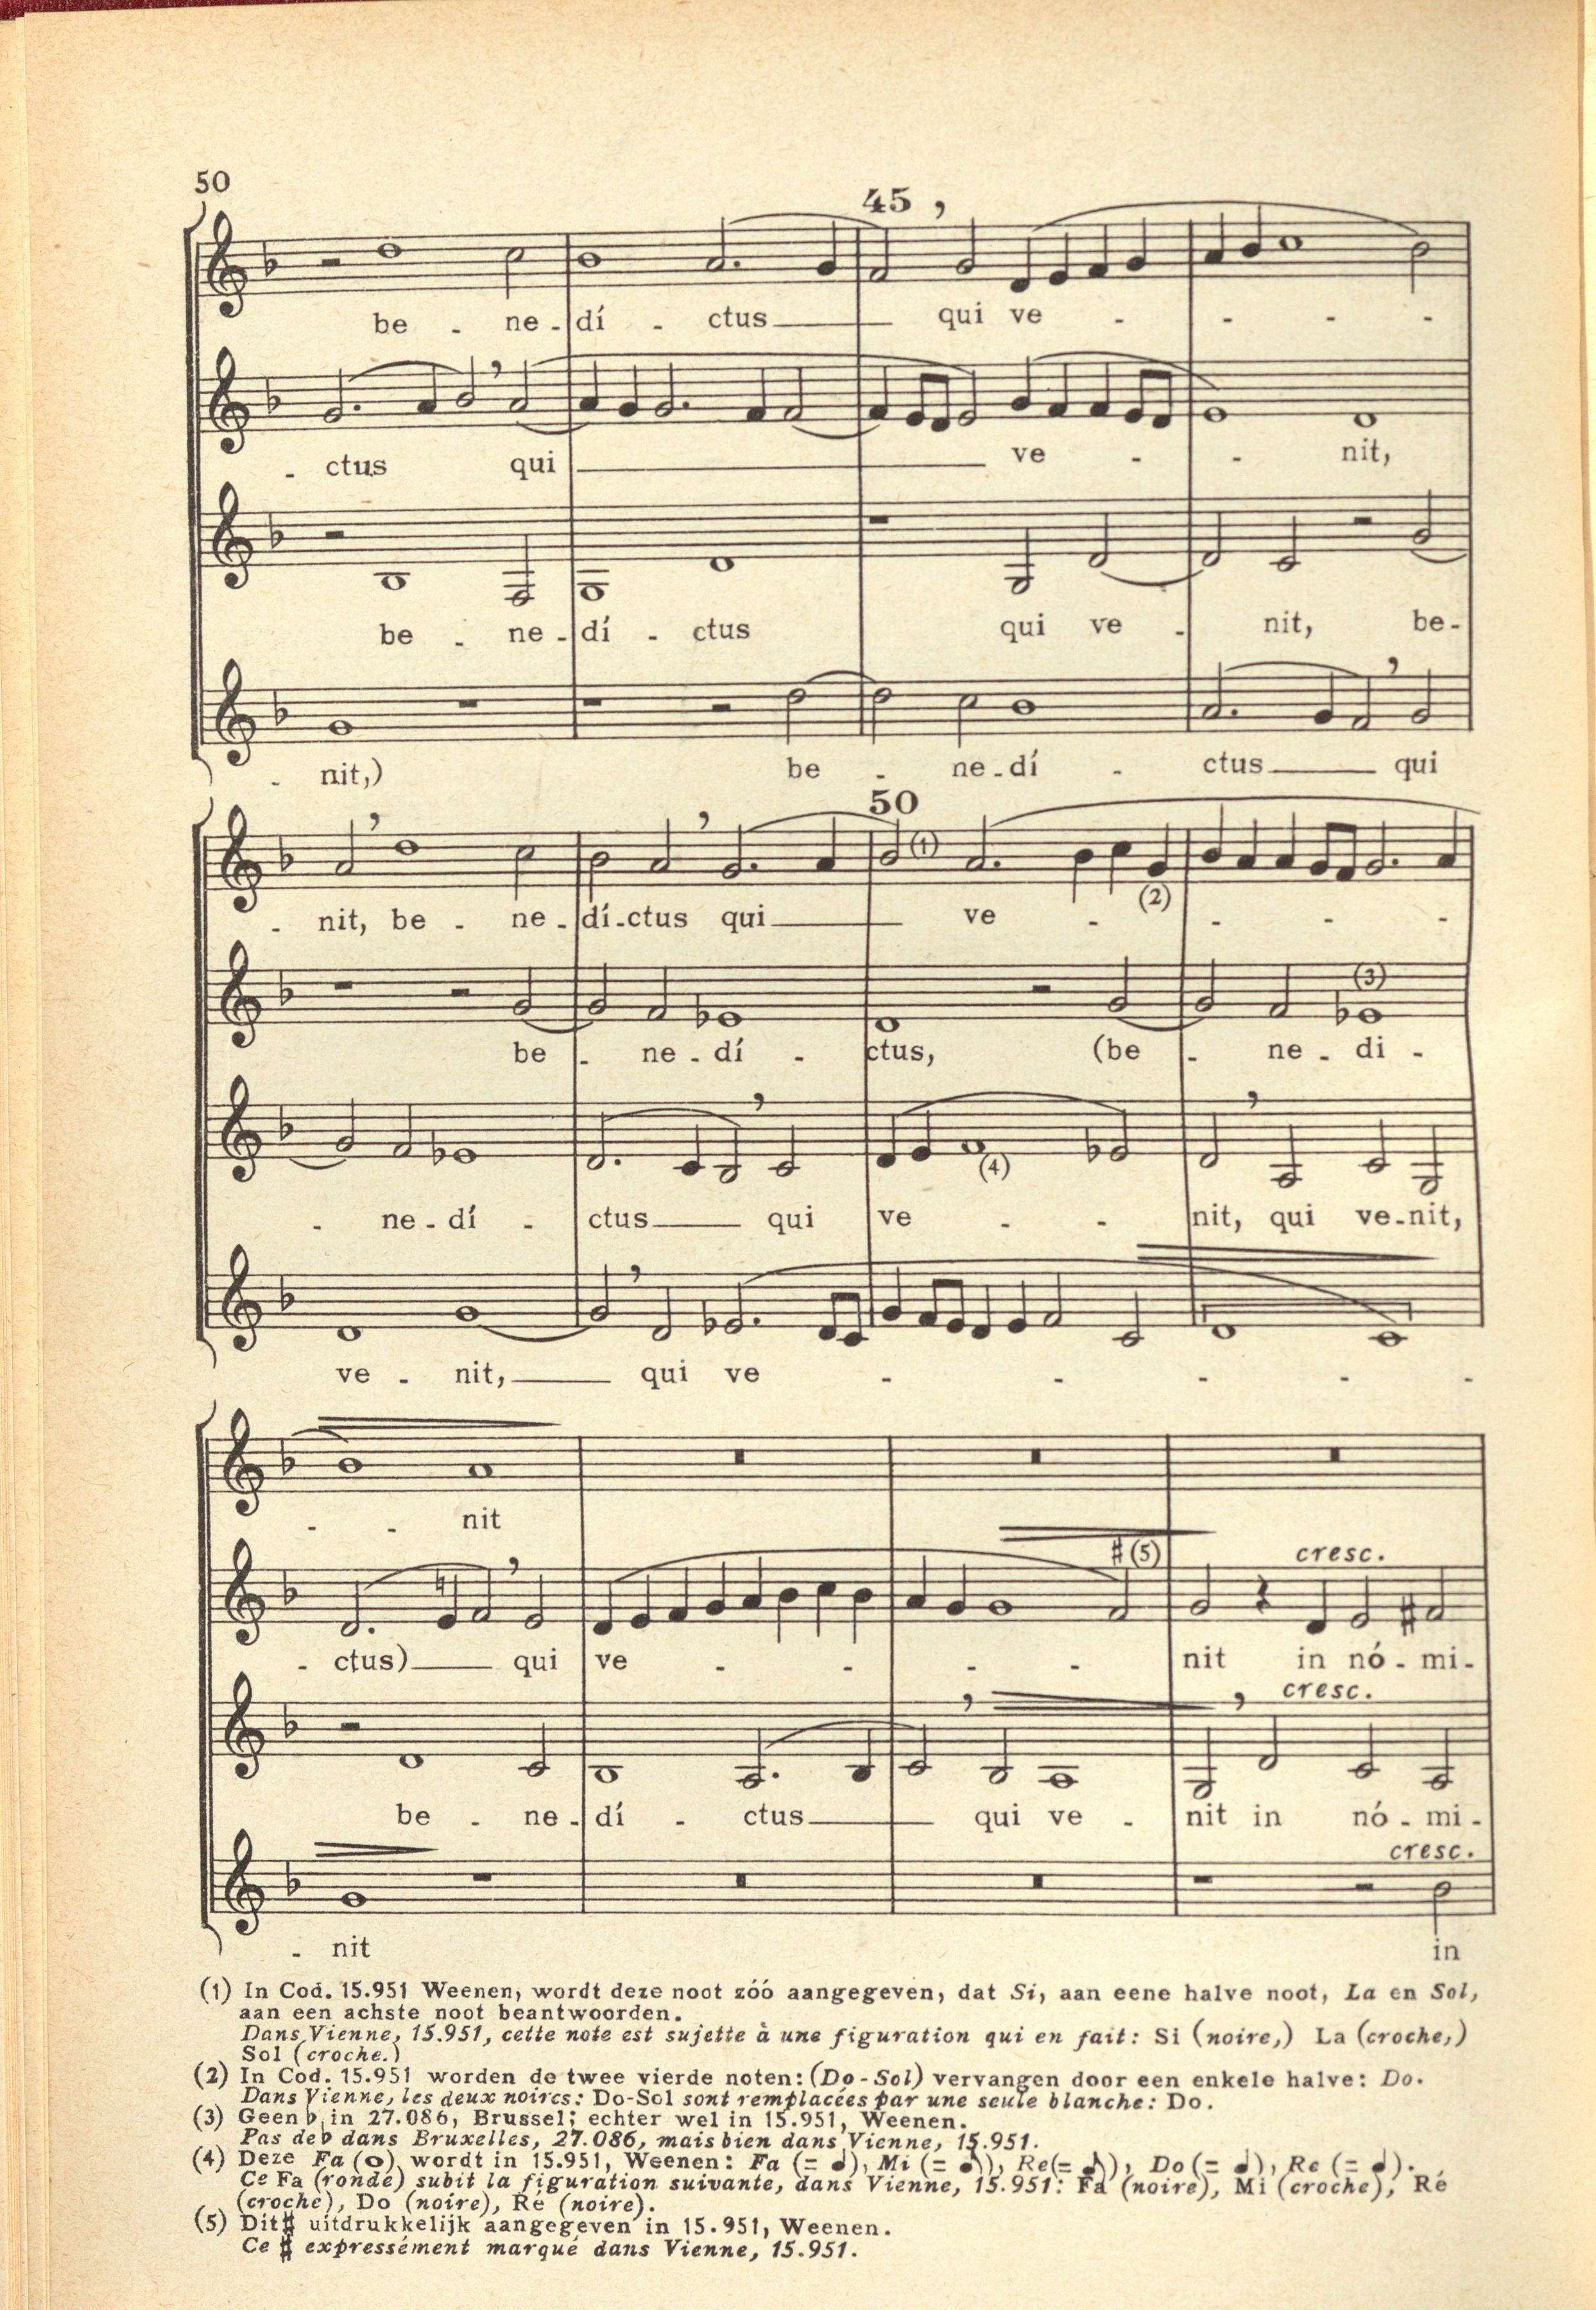 50
45 ,
be - ne - dí - ctus qui ve - - - -
- ctus qui ve - - nit,
be - ne - dí - ctus qui ve - nit, be -
- nit,) be - ne - dí - ctus qui
50
(1)
(2)
- nit, be - ne - dí - ctus qui ve - - - -
(3)
be - ne - dí - ctus, (be - ne - di -
(4)
- ne - dí - ctus qui ve - - nit, qui ve - nit,
ve - nit, qui ve - - - - -
- - nit
♯(5) cresc.
- ctus) qui ve - - - - nit in nó - mi -
cresc.
be - ne - dí - ctus qui ve - nit in nó - mi -
cresc.
- nit in
(1) In Cod. 15.951 Weenen, wordt deze noot zóó aangegeven, dat Si, aan eene halve noot, La en Sol,
aan een achste noot beantwoorden.
Dans Vienne, 15.951, cette note est sujette à une figuration qui en fait: Si (noire,) La (croche,)
Sol (croche.)
(2) In Cod. 15.951 worden de twee vierde noten: (Do - Sol) vervangen door een enkele halve: Do.
Dans Vienne, les deux noires: Do-Sol sont remplacées par une seule blanche: Do.
(3) Geen ♭ in 27.086, Brussel; echter wel in 15.951, Weenen.
Pas de ♭ dans Bruxelles, 27.086, mais bien dans Vienne, 15.951.
(4) Deze Fa (𝅝) wordt in 15.951, Weenen: Fa (= ♩), Mi (= ♪), Re (= ♪), Do (= ♩), Re (= ♩).
Ce Fa (ronde) subit la figuration suivante, dans Vienne, 15.951: Fa (noire), Mi (croche), Ré
(croche), Do (noire), Ré (noire).
(5) Dit ♯ uitdrukkelijk aangegeven in 15.951, Weenen.
Ce ♯ expressément marqué dans Vienne, 15.951.